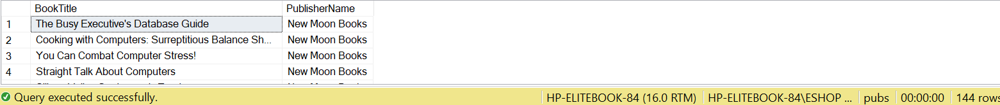 BookTitle PublisherName
1 The Busy Executive's Database Guide New Moon Books
2 Cooking with Computers: Surreptitious Balance Sh... New Moon Books
3 You Can Combat Computer Stress! New Moon Books
4 Straight Talk About Computers New Moon Books
Query executed successfully. HP-ELITEBOOK-84 (16.0 RTM) HP-ELITEBOOK-84\ESHOP ... pubs 00:00:00 144 rows